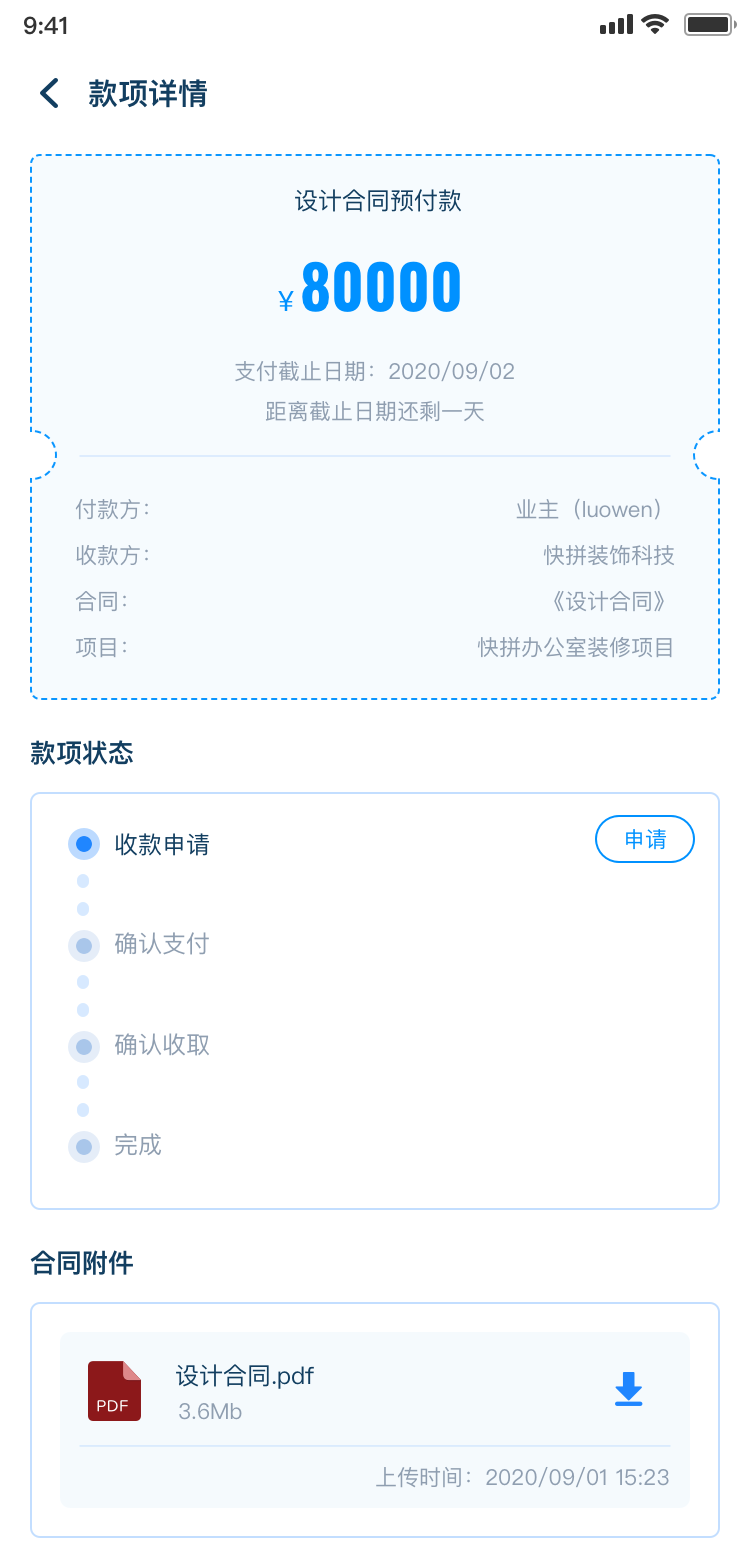 9:41
款项详情
设计合同预付款
¥80000
支付截止日期：2020/09/02
距离截止日期还剩一天
付款方： 业主（luowen）
收款方： 快拼装饰科技
合同： 《设计合同》
项目： 快拼办公室装修项目
款项状态
收款申请 申请
确认支付
确认收取
完成
合同附件
设计合同.pdf
PDF
3.6Mb
上传时间：2020/09/01 15:23